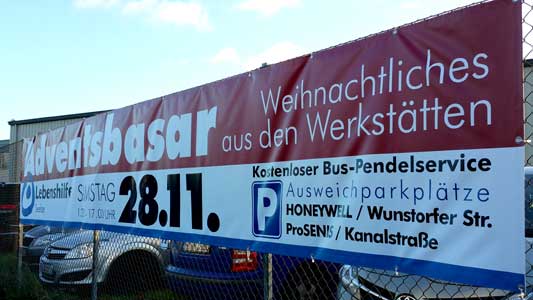 Adventsbasar
Weihnachtliches
aus den Werkstätten
Lebenshilfe
SAMSTAG
28.11.
Kostenloser Bus-Pendelservice
P
Ausweichparkplätze
HONEYWELL / Wunstorfer Str.
ProSENIS / Kanalstraße